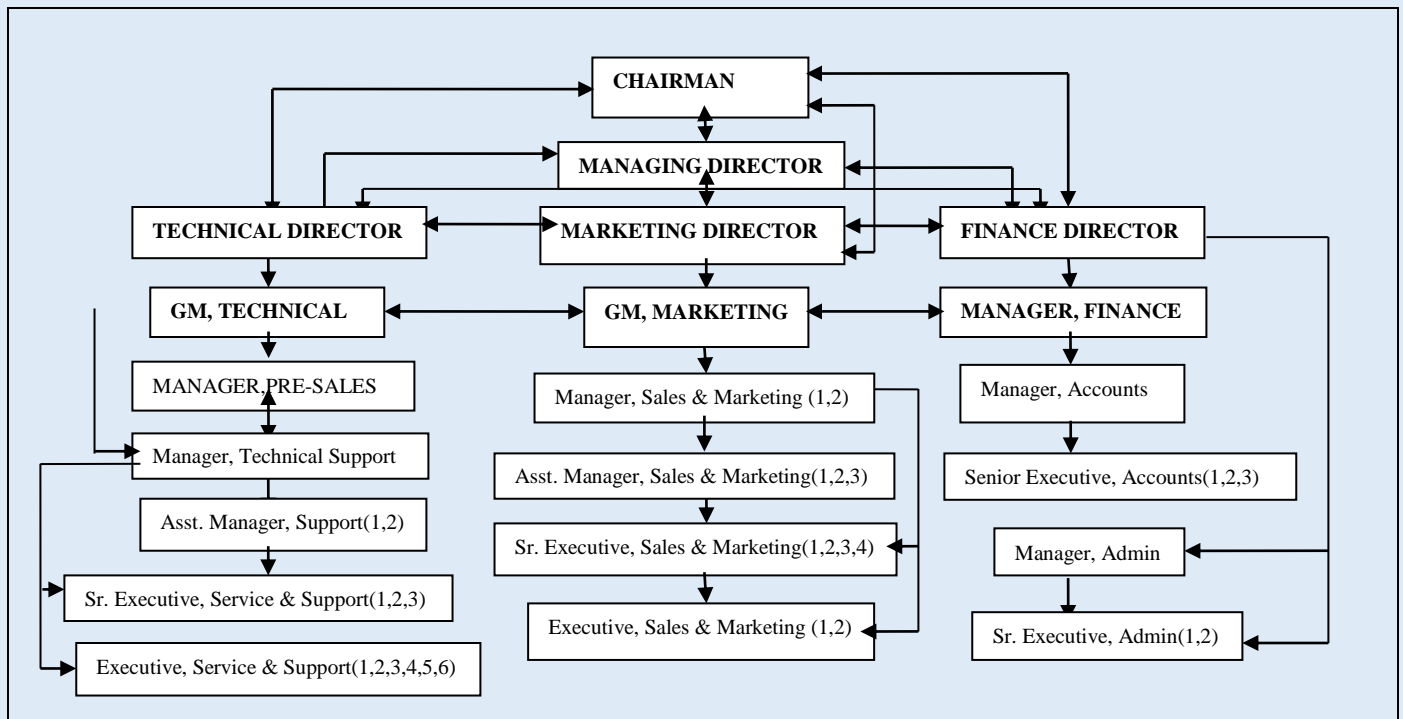 CHAIRMAN
MANAGING DIRECTOR
TECHNICAL DIRECTOR
MARKETING DIRECTOR
FINANCE DIRECTOR
GM, TECHNICAL
GM, MARKETING
MANAGER, FINANCE
MANAGER,PRE-SALES
Manager, Sales & Marketing (1,2)
Manager, Accounts
Manager, Technical Support
Asst. Manager, Sales & Marketing(1,2,3)
Senior Executive, Accounts(1,2,3)
Asst. Manager, Support(1,2)
Sr. Executive, Sales & Marketing(1,2,3,4)
Manager, Admin
Sr. Executive, Service & Support(1,2,3)
Executive, Sales & Marketing (1,2)
Sr. Executive, Admin(1,2)
Executive, Service & Support(1,2,3,4,5,6)